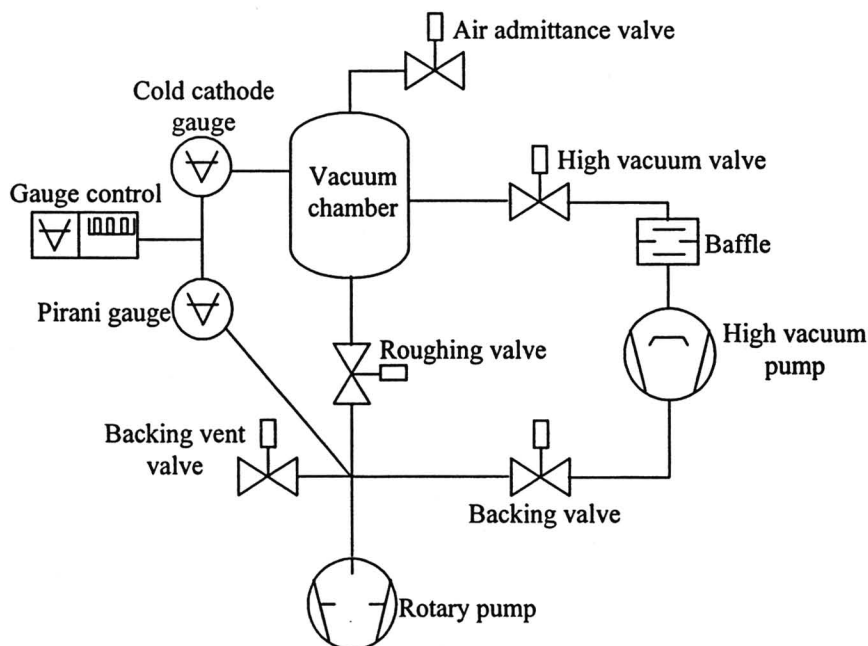 Air admittance valve
Cold cathode
gauge
High vacuum valve
Vacuum
chamber
Gauge control
Baffle
Pirani gauge
High vacuum
pump
Roughing valve
Backing vent
valve
Backing valve
Rotary pump